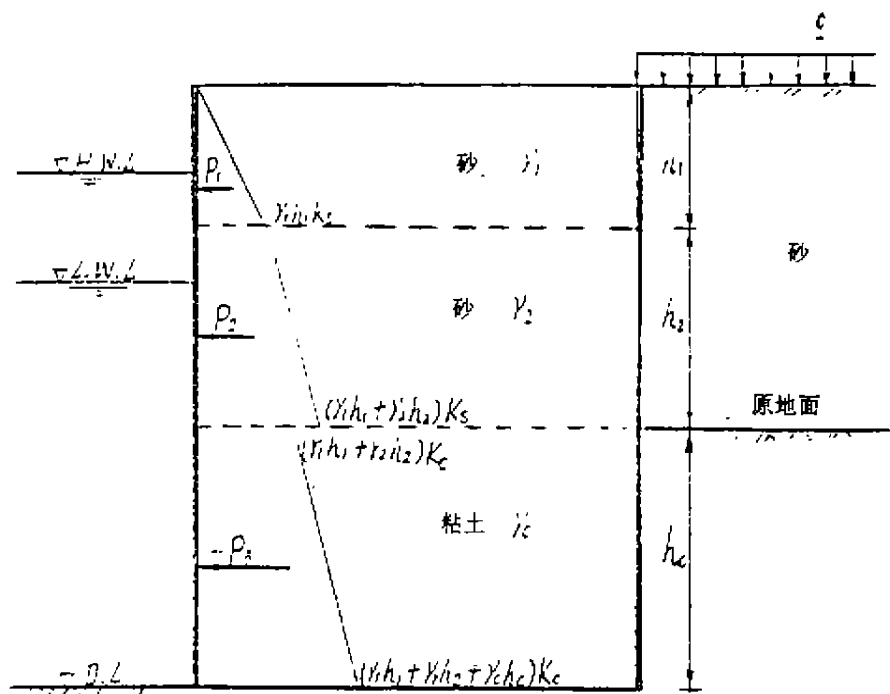 砂 γ₁
h₁
▽H.W.L
P₁
γ₁h₁Ks
砂
▽L.W.L
砂 γ₂
h₂
P₂
原地面
(γ₁h₁+γ₂h₂)Ks
(γ₁h₁+γ₂h₂)Kc
粘土 γc
hc
P₃
D.L
(γ₁h₁+γ₁h₂+γchc)Kc